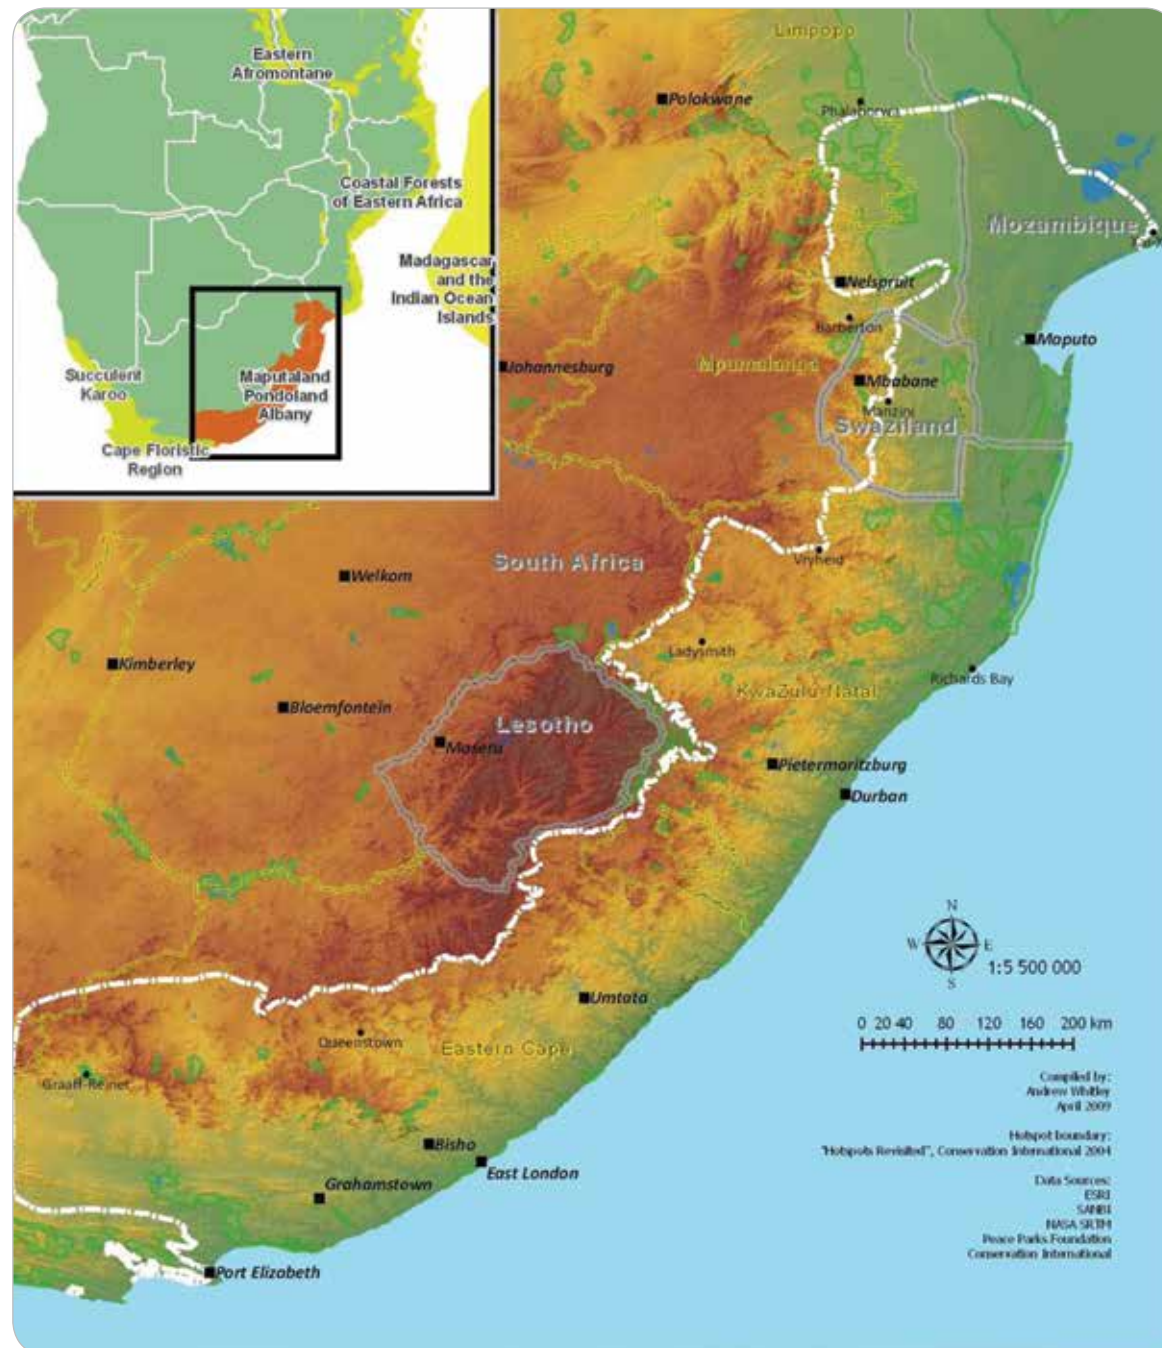 Eastern
Afromontane
Coastal Forests
of Eastern Africa
Madagascar
and the
Indian Ocean
Islands
Succulent
Karoo
Maputaland
Pondoland
Albany
Cape Floristic
Region
Limpopo
Polokwane
Phalaborwa
Mozambique
Nelspruit
Barberton
Maputo
Johannesburg
Mpumalanga
Mbabane
Manzini
Swaziland
South Africa
Vryheid
Welkom
Ladysmith
Kimberley
KwaZulu-Natal
Richards Bay
Bloemfontein
Lesotho
Maseru
Pietermaritzburg
Durban
N
W
E
S
1:5 500 000
Umtata
0 20 40 80 120 160 200 km
Queenstown
Eastern Cape
Graaff-Reinet
Compiled by:
Andrew Whitley
April 2009
Bisho
Hotspot boundary:
"Hotspots Revisited", Conservation International 2004
East London
Grahamstown
Data Sources:
ESRI
SANBI
NASA SRTM
Peace Parks Foundation
Conservation International
Port Elizabeth